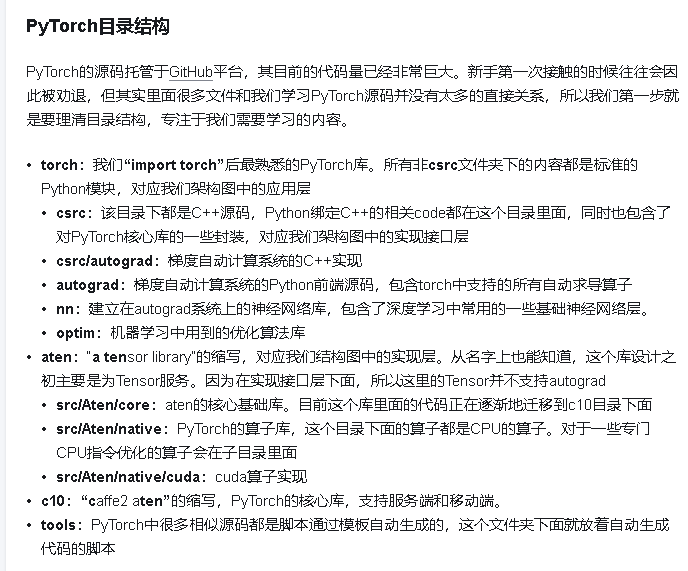 PyTorch目录结构
PyTorch的源码托管于GitHub平台，其目前的代码量已经非常巨大。新手第一次接触的时候往往会因
此被劝退，但其实里面很多文件和我们学习PyTorch源码并没有太多的直接关系，所以我们第一步就
是要理清目录结构，专注于我们需要学习的内容。
• torch：我们“import torch”后最熟悉的PyTorch库。所有非csrc文件夹下的内容都是标准的
Python模块，对应我们架构图中的应用层
• csrc：该目录下都是C++源码，Python绑定C++的相关code都在这个目录里面，同时也包含了
对PyTorch核心库的一些封装，对应我们架构图中的实现接口层
• csrc/autograd：梯度自动计算系统的C++实现
• autograd：梯度自动计算系统的Python前端源码，包含torch中支持的所有自动求导算子
• nn：建立在autograd系统上的神经网络库，包含了深度学习中常用的一些基础神经网络层。
• optim：机器学习中用到的优化算法库
• aten：“a tensor library”的缩写，对应我们结构图中的实现层。从名字上也能知道，这个库设计之
初主要是为Tensor服务。因为在实现接口层下面，所以这里的Tensor并不支持autograd
• src/Aten/core：aten的核心基础库。目前这个库里面的代码正在逐渐地迁移到c10目录下面
• src/Aten/native：PyTorch的算子库，这个目录下面的算子都是CPU的算子。对于一些专门
CPU指令优化的算子会在子目录里面
• src/Aten/native/cuda：cuda算子实现
• c10：“caffe2 aten”的缩写，PyTorch的核心库，支持服务端和移动端。
• tools：PyTorch中很多相似源码都是脚本通过模板自动生成的，这个文件夹下面就放着自动生成
代码的脚本